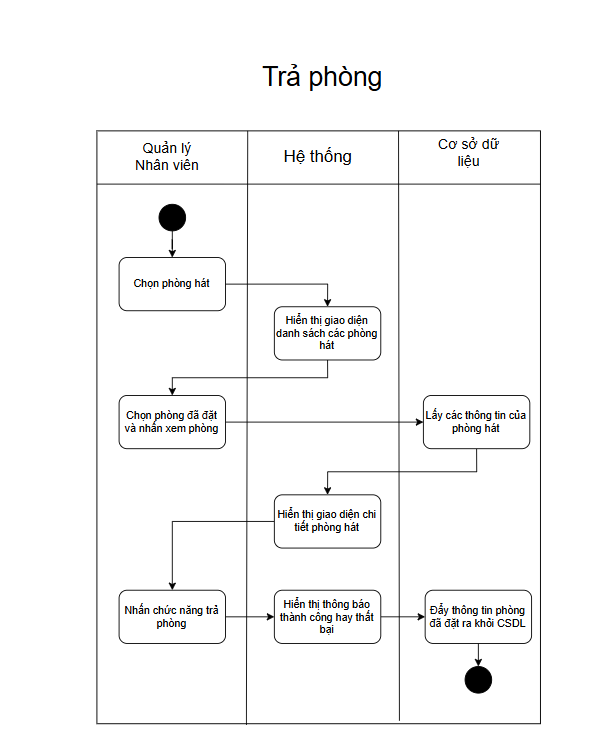 Trả phòng
Quản lý
Nhân viên
Hệ thống
Cơ sở dữ
liệu
Chọn phòng hát
Hiển thị giao diện
danh sách các phòng
hát
Chọn phòng đã đặt
và nhấn xem phòng
Lấy các thông tin của
phòng hát
Hiển thị giao diện chi
tiết phòng hát
Nhấn chức năng trả
phòng
Hiển thị thông báo
thành công hay thất
bại
Đẩy thông tin phòng
đã đặt ra khỏi CSDL